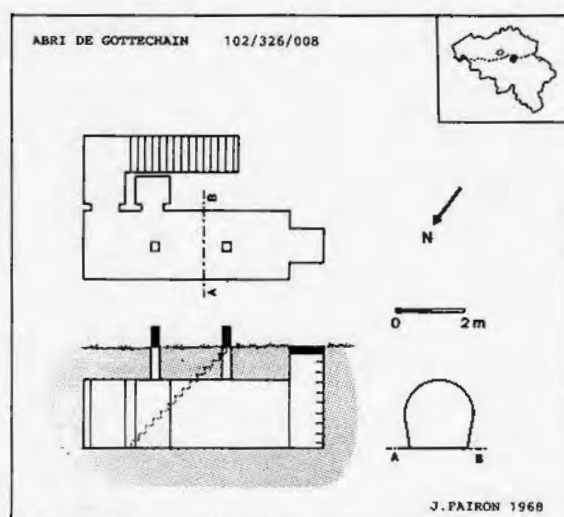 ABRI DE GOTTECHAIN 102/326/008
B
A
N
0 2m
A B
J.FAIRON 1968